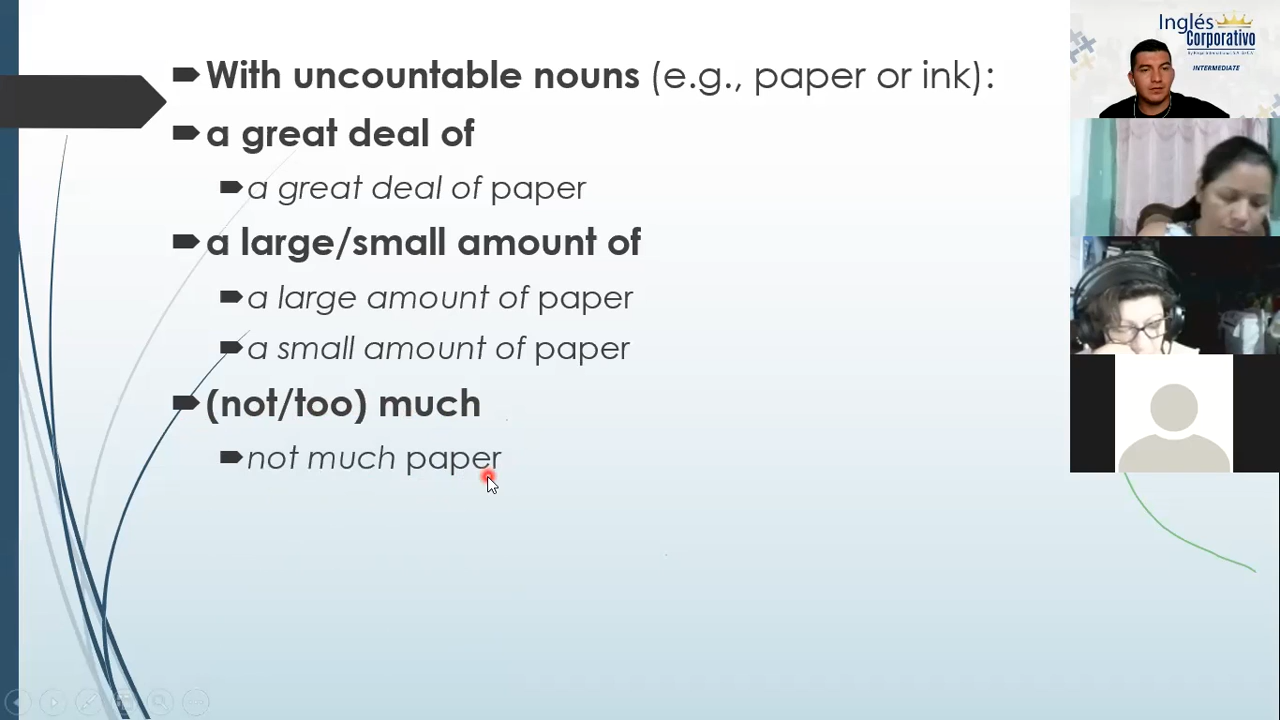 With uncountable nouns (e.g., paper or ink):
a great deal of
a great deal of paper
a large/small amount of
a large amount of paper
a small amount of paper
(not/too) much
not much paper
Inglés
Corporativo
INTERMEDIATE